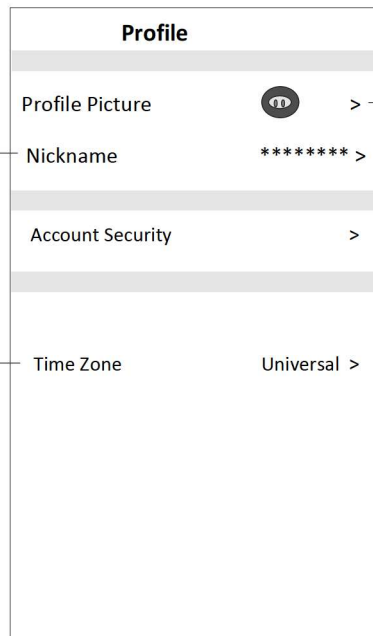 Profile
Profile Picture >
Nickname ******** >
Account Security >
Time Zone Universal >